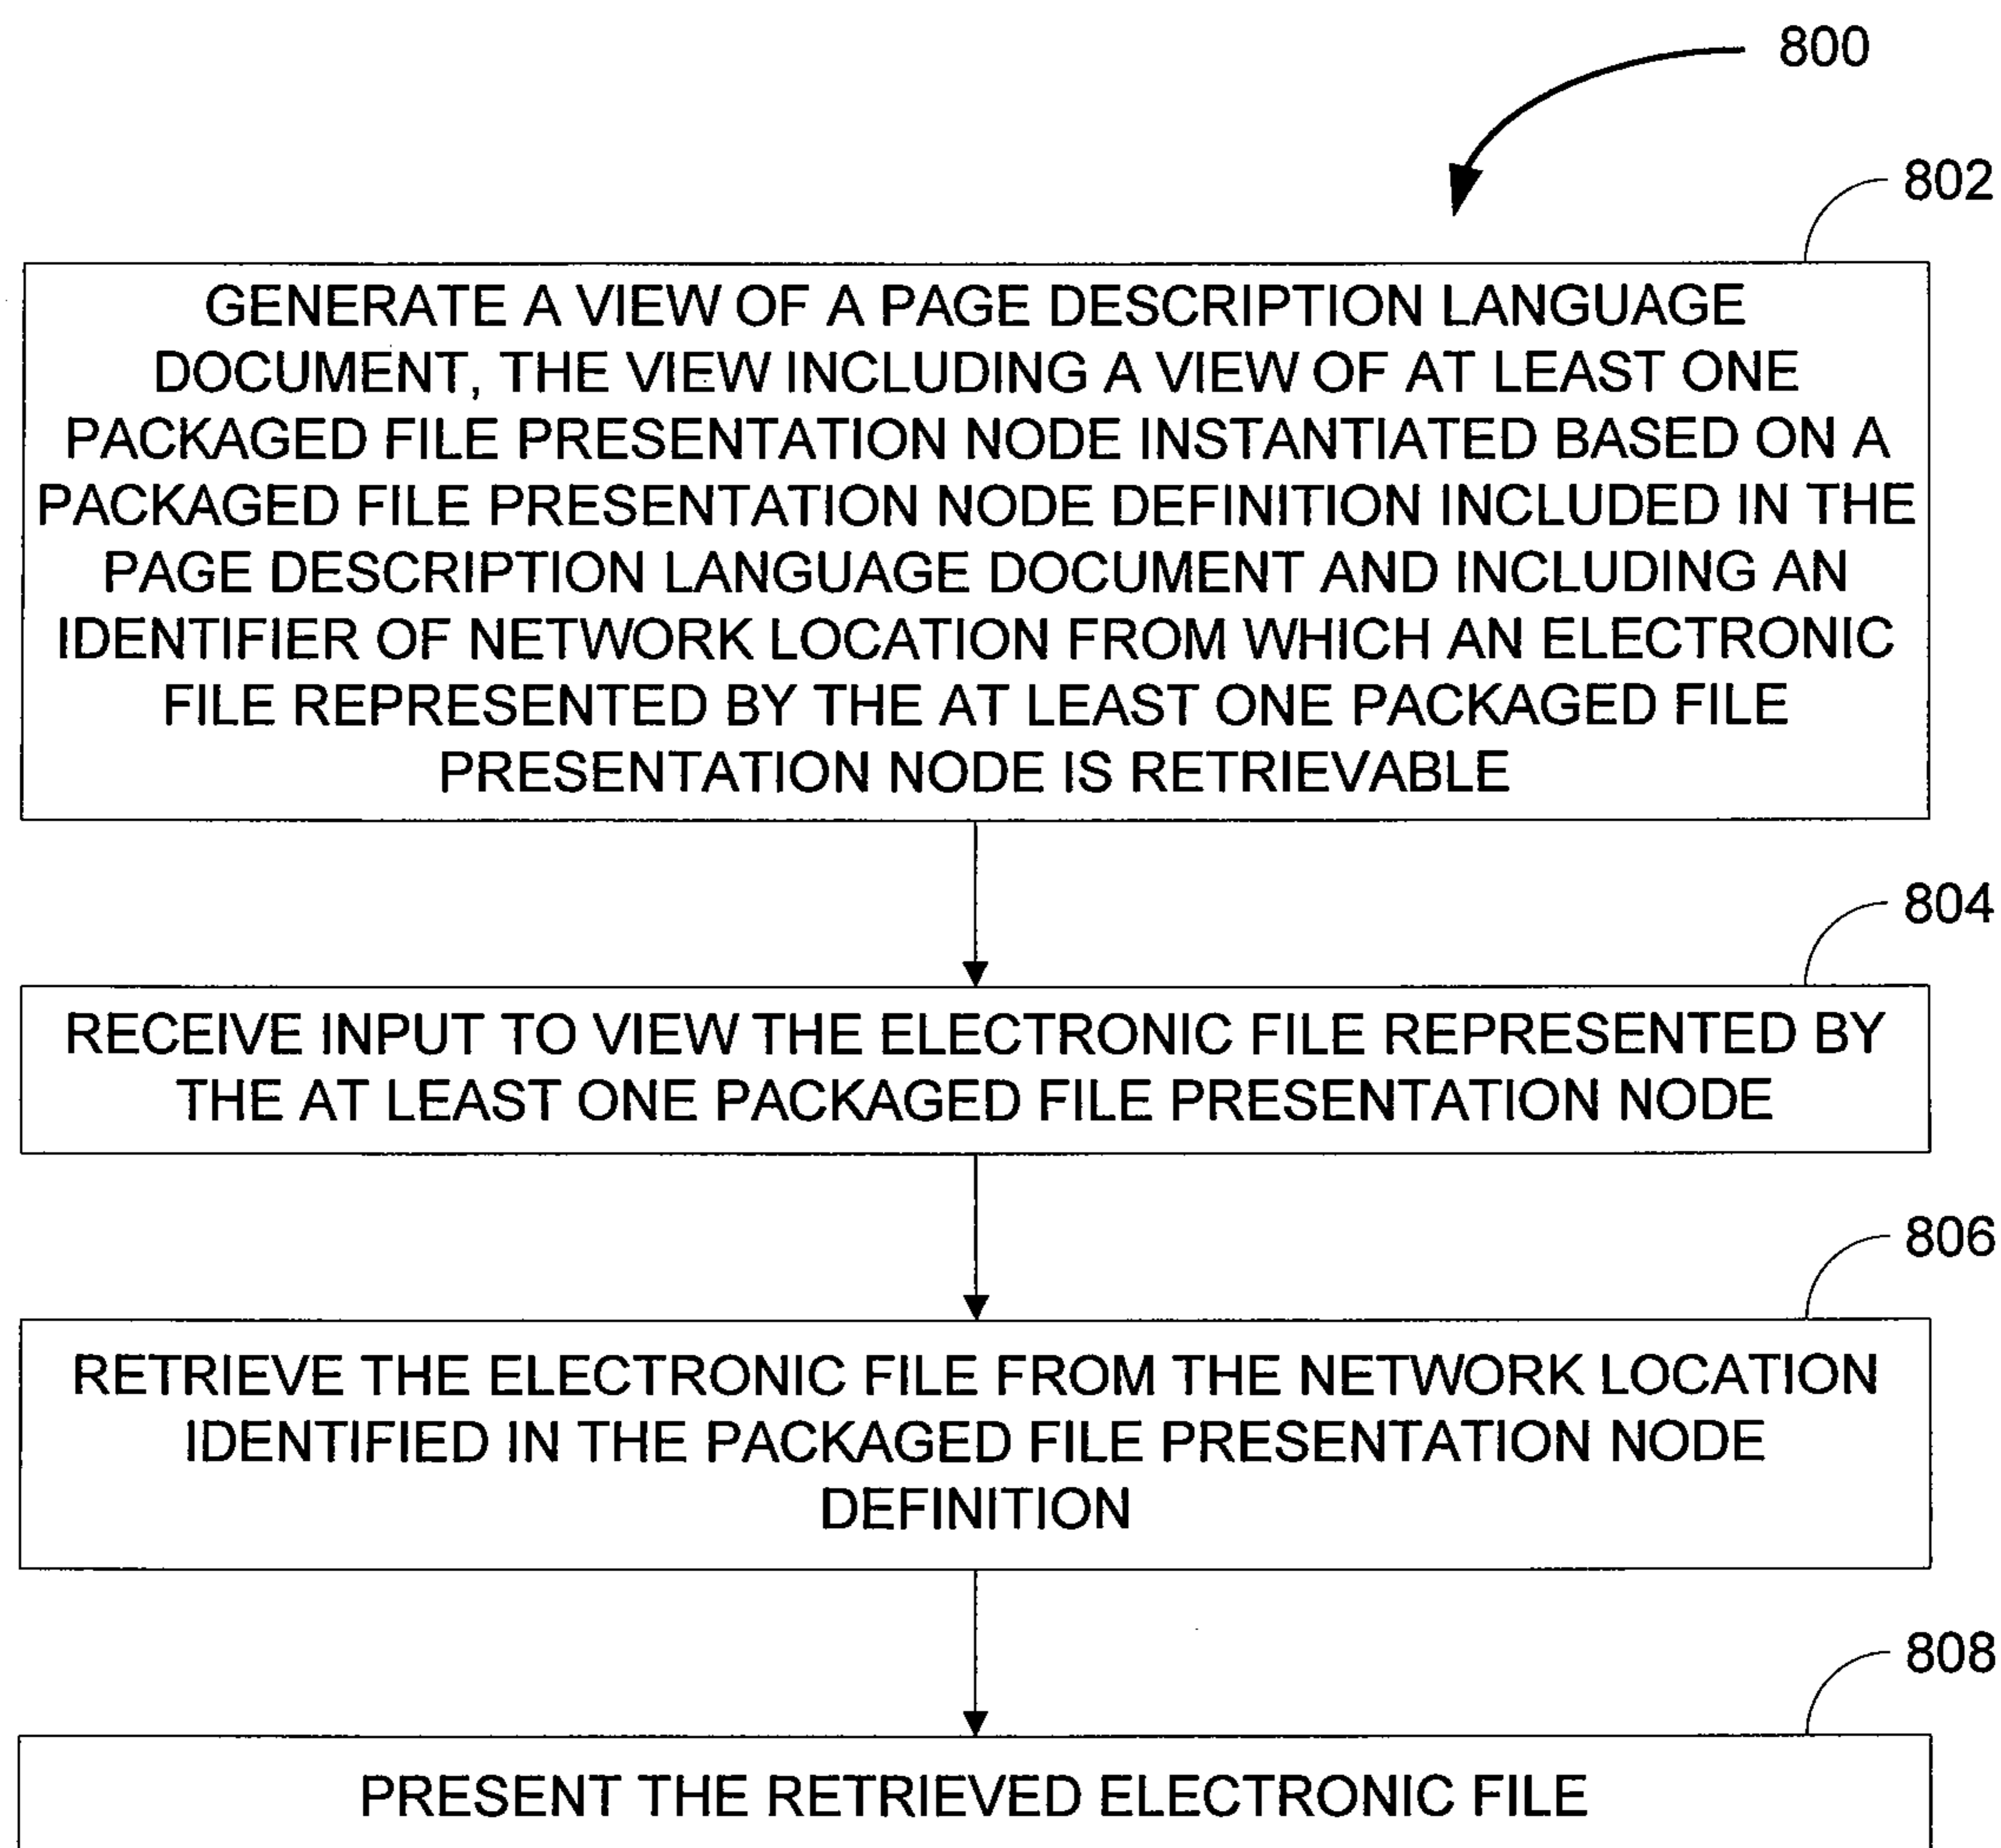 800
802
GENERATE A VIEW OF A PAGE DESCRIPTION LANGUAGE
DOCUMENT, THE VIEW INCLUDING A VIEW OF AT LEAST ONE
PACKAGED FILE PRESENTATION NODE INSTANTIATED BASED ON A
PACKAGED FILE PRESENTATION NODE DEFINITION INCLUDED IN THE
PAGE DESCRIPTION LANGUAGE DOCUMENT AND INCLUDING AN
IDENTIFIER OF NETWORK LOCATION FROM WHICH AN ELECTRONIC
FILE REPRESENTED BY THE AT LEAST ONE PACKAGED FILE
PRESENTATION NODE IS RETRIEVABLE
804
RECEIVE INPUT TO VIEW THE ELECTRONIC FILE REPRESENTED BY
THE AT LEAST ONE PACKAGED FILE PRESENTATION NODE
806
RETRIEVE THE ELECTRONIC FILE FROM THE NETWORK LOCATION
IDENTIFIED IN THE PACKAGED FILE PRESENTATION NODE
DEFINITION
808
PRESENT THE RETRIEVED ELECTRONIC FILE